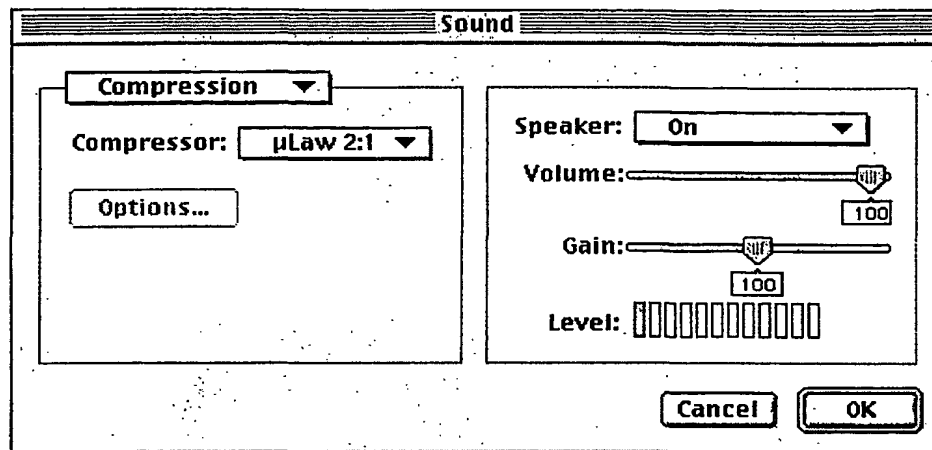 Sound
Compression
Compressor: µLaw 2:1
Options...
Speaker: On
Volume:
100
Gain:
100
Level:
Cancel OK